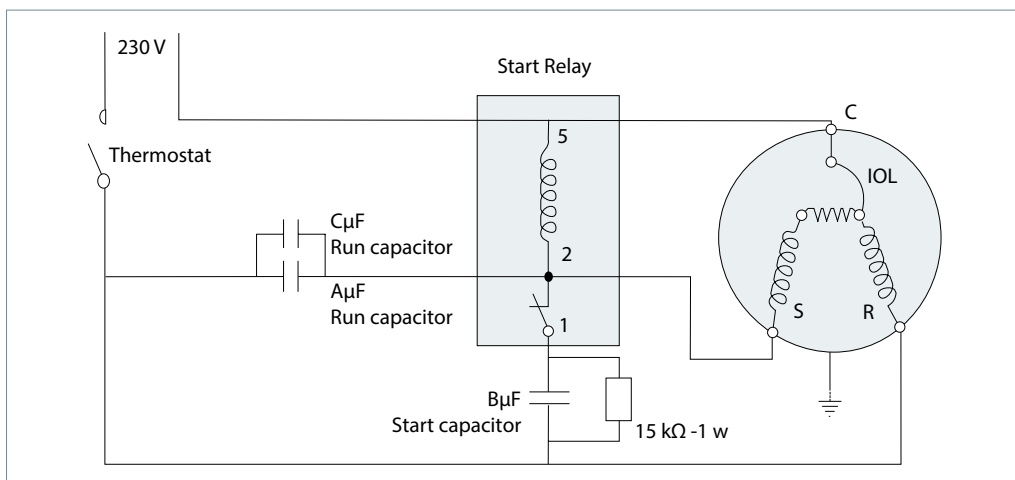 230 V
Start Relay
C
5
Thermostat
IOL
CµF
Run capacitor
2
AµF
Run capacitor
S
R
1
BµF
Start capacitor
15 kΩ -1 w